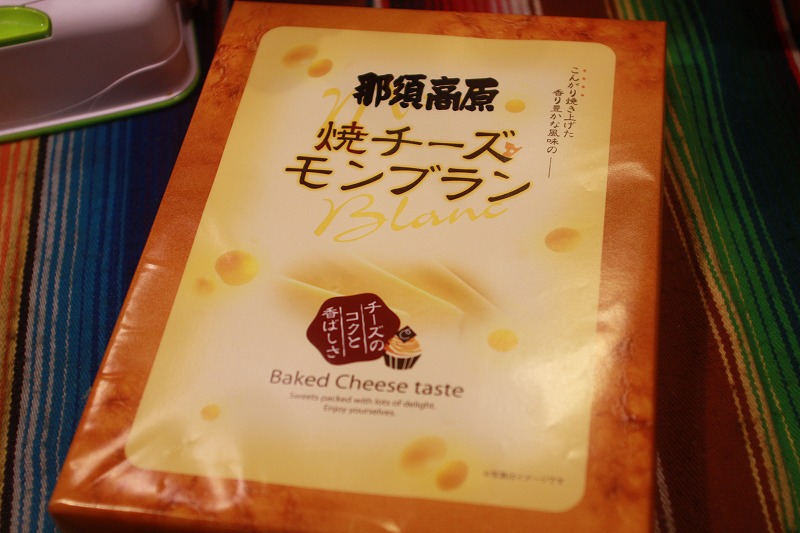 那須高原
こんがり焼き上げた
香り豊かな風味の——
焼チーズ
モンブラン
Blanc
チーズの
コクと
香ばしさ
Baked Cheese taste
Sweets packed with lots of delight.
Enjoy yourselves.